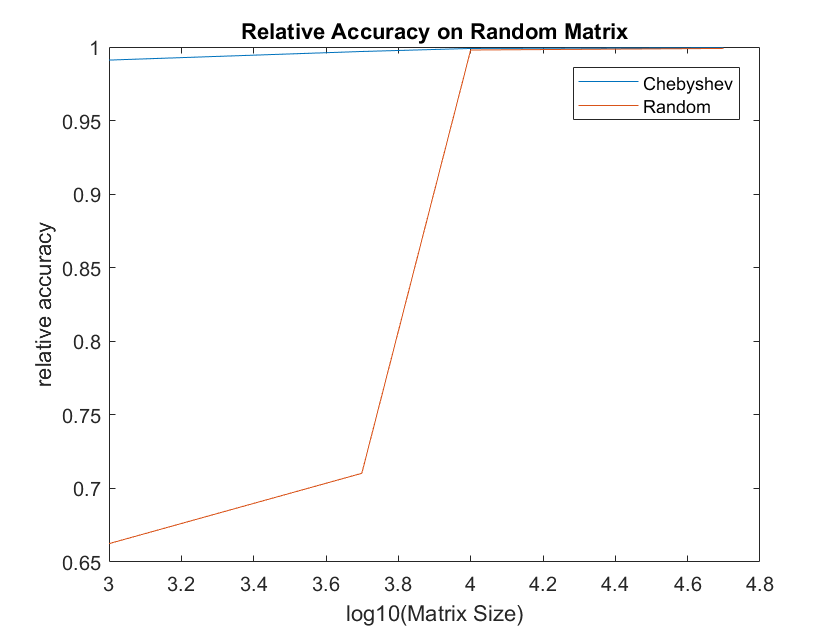 Relative Accuracy on Random Matrix
1
0.95
0.9
0.85
0.8
0.75
0.7
0.65
relative accuracy
Chebyshev
Random
3 3.2 3.4 3.6 3.8 4 4.2 4.4 4.6 4.8
log10(Matrix Size)